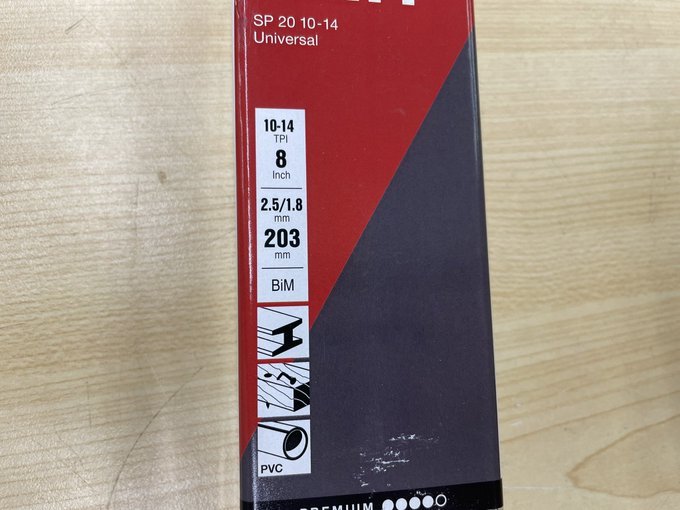 SP 20 10-14
Universal
10-14
TPI
8
Inch
2.5/1.8
mm
203
mm
BiM
PVC
PREMIUM